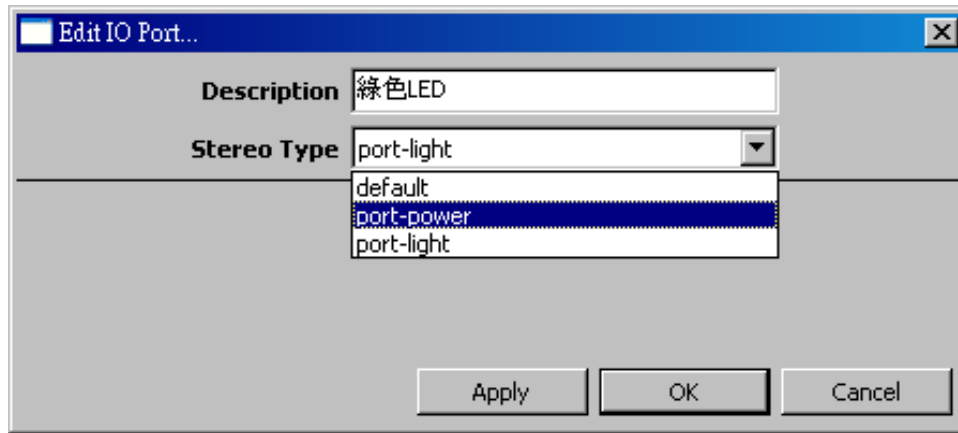 Edit IO Port...
Description 綠色LED
Stereo Type port-light
default
port-power
port-light
Apply OK Cancel